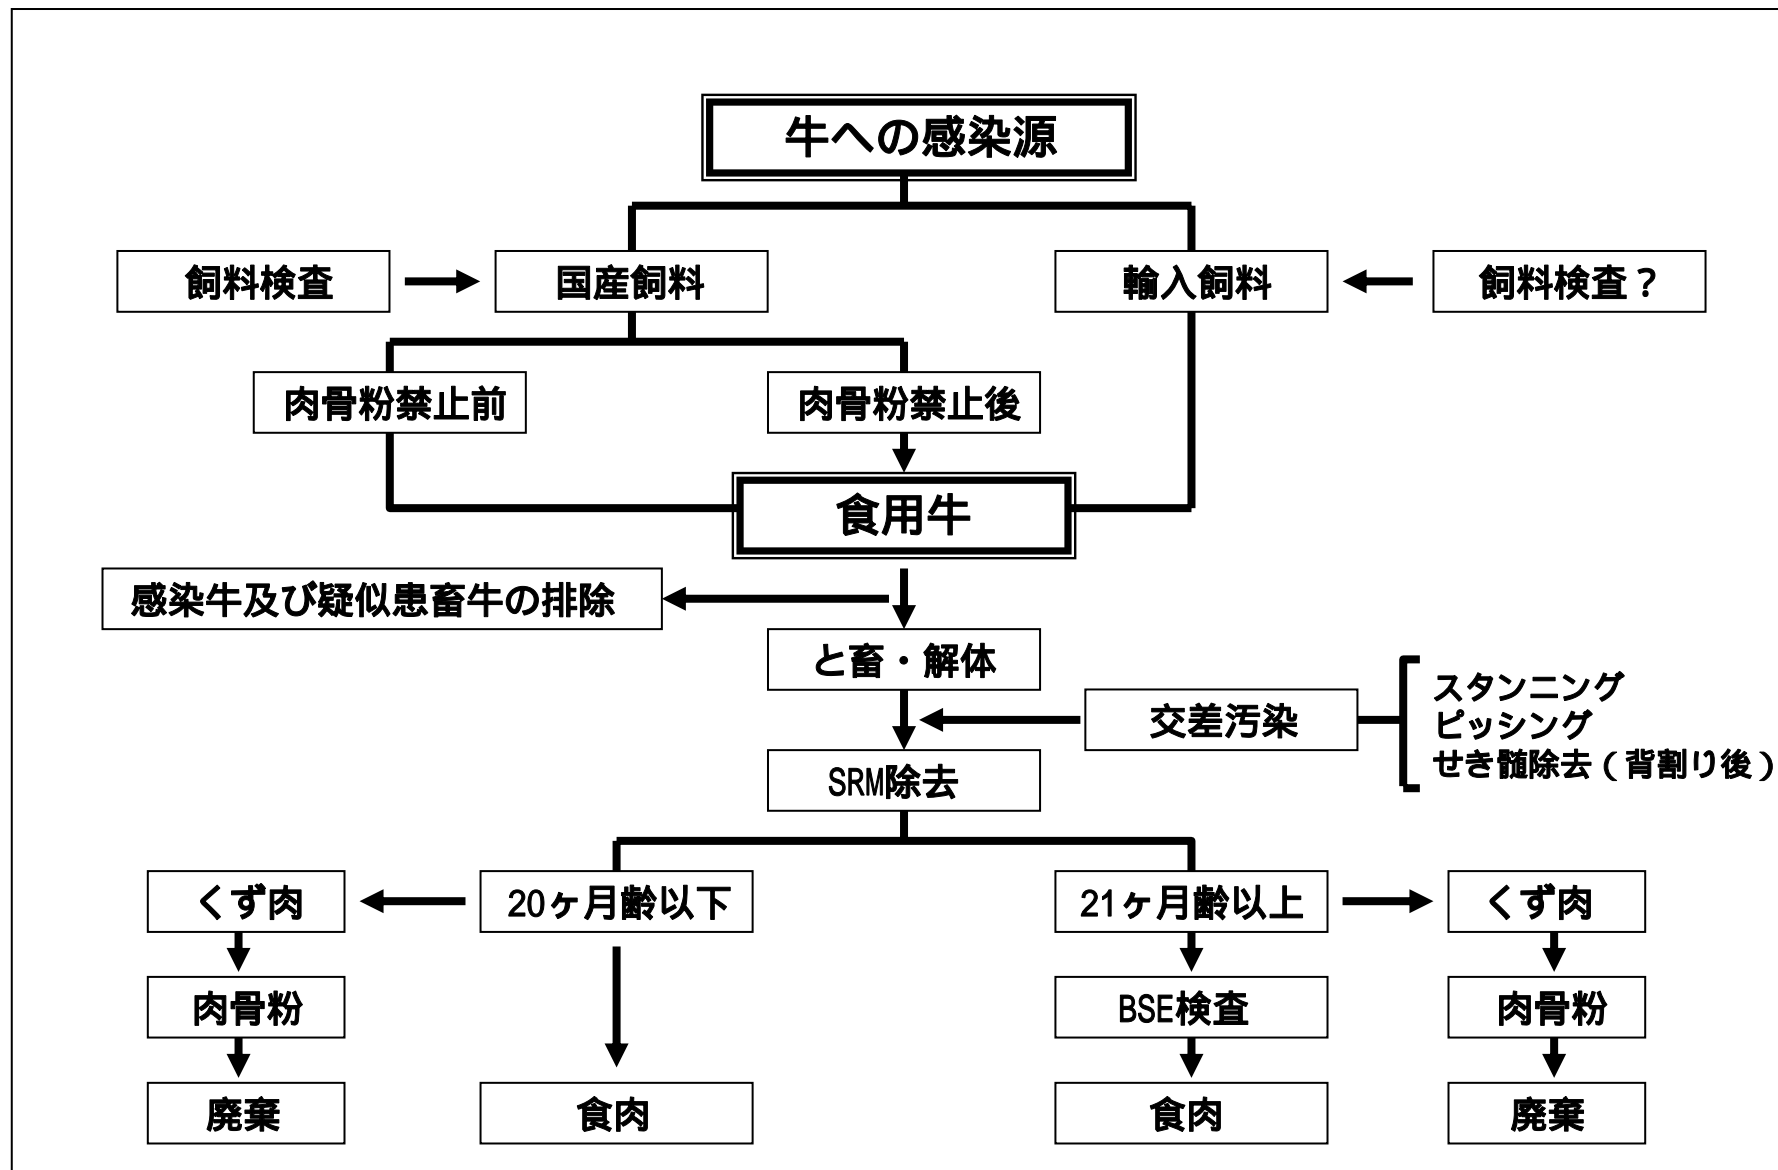 牛への感染源
飼料検査
国産飼料
輸入飼料
飼料検査？
肉骨粉禁止前
肉骨粉禁止後
食用牛
感染牛及び疑似患畜牛の排除
と畜・解体
交差汚染
スタンニング
ピッシング
せき髄除去（背割り後）
SRM除去
くず肉
20ヶ月齢以下
21ヶ月齢以上
くず肉
肉骨粉
BSE検査
肉骨粉
廃棄
食肉
食肉
廃棄